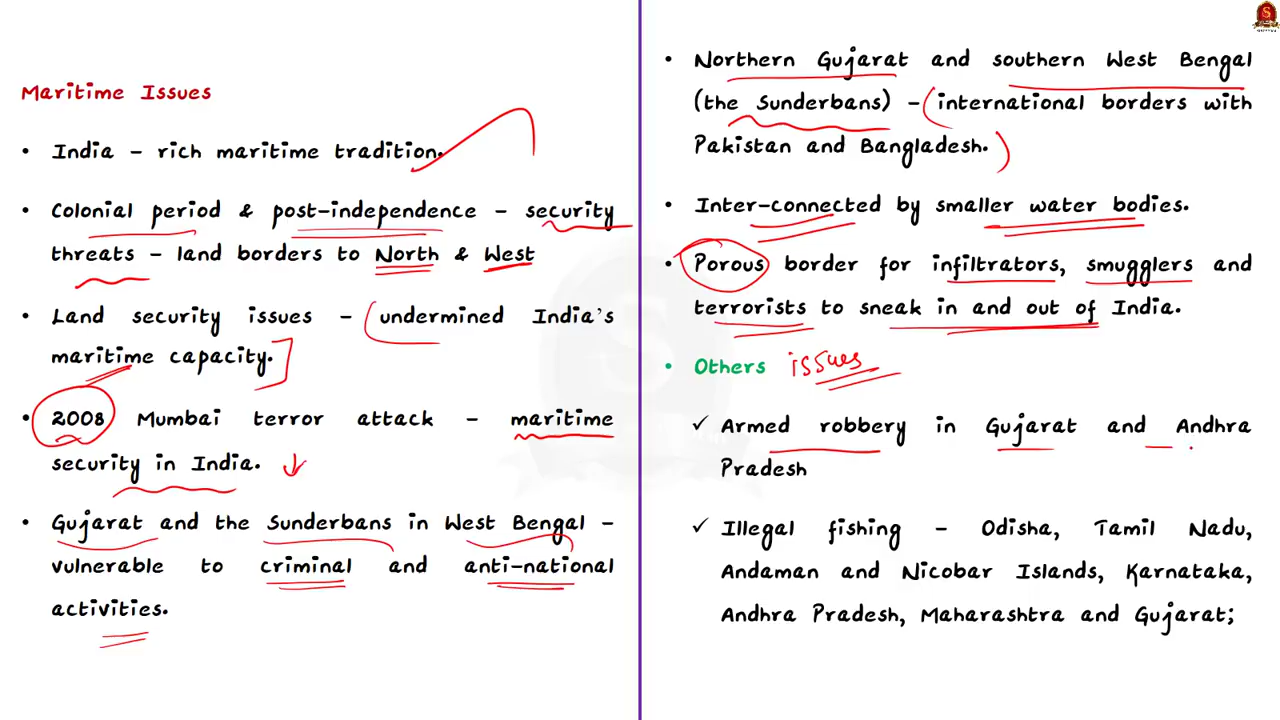 Maritime Issues
• India – rich maritime tradition.
• Colonial period & post-independence – security
threats – land borders to North & West
• Land security issues – undermined India's
maritime capacity.
• 2008 Mumbai terror attack – maritime
security in India.
• Gujarat and the Sunderbans in West Bengal –
vulnerable to criminal and anti-national
activities.
• Northern Gujarat and southern West Bengal
(the Sunderbans) – international borders with
Pakistan and Bangladesh.
• Inter-connected by smaller water bodies.
• Porous border for infiltrators, smugglers and
terrorists to sneak in and out of India.
• Others issues
✓ Armed robbery in Gujarat and Andhra
Pradesh
✓ Illegal fishing – Odisha, Tamil Nadu,
Andaman and Nicobar Islands, Karnataka,
Andhra Pradesh, Maharashtra and Gujarat;